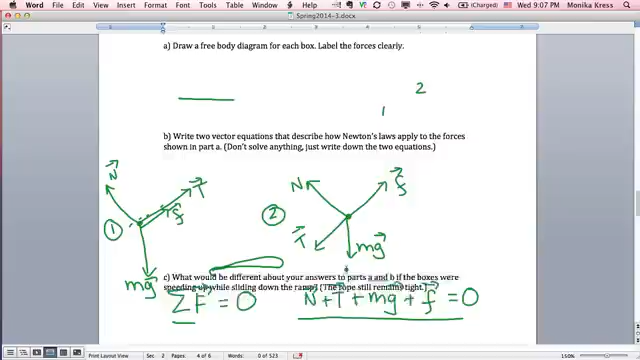 Word File Edit View Insert Format Font Tools Table Window Help (Charged) Wed 9:07 PM Monika Kress
Spring2014-3.docx
a) Draw a free body diagram for each box. Label the forces clearly.
2
1
b) Write two vector equations that describe how Newton's laws apply to the forces
shown in part a. (Don't solve anything, just write down the two equations.)
N T f
1
mg
N f
2
T mg
c) What would be different about your answers to parts a and b if the boxes were
speeding up while sliding down the ramp? (The rope still remains tight.)
ΣF = 0 N + T + mg + f = 0
Print Layout View Sec 2 Pages: 4 of 6 Words: 0 of 523 150%